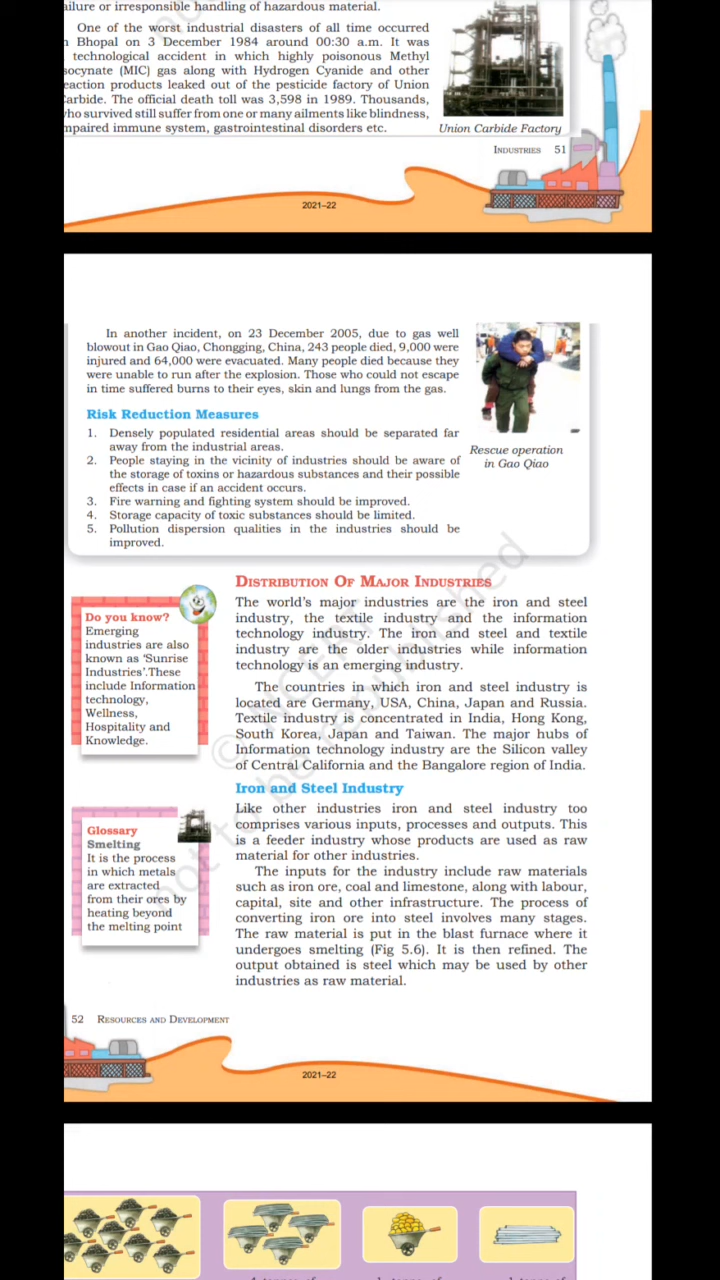 ailure or irresponsible handling of hazardous material.
One of the worst industrial disasters of all time occurred
n Bhopal on 3 December 1984 around 00:30 a.m. It was
technological accident in which highly poisonous Methyl
socynate (MIC) gas along with Hydrogen Cyanide and other
eaction products leaked out of the pesticide factory of Union
Carbide. The official death toll was 3,598 in 1989. Thousands,
who survived still suffer from one or many ailments like blindness,
mpaired immune system, gastrointestinal disorders etc.
Union Carbide Factory
INDUSTRIES 51
2021–22
In another incident, on 23 December 2005, due to gas well
blowout in Gao Qiao, Chongging, China, 243 people died, 9,000 were
injured and 64,000 were evacuated. Many people died because they
were unable to run after the explosion. Those who could not escape
in time suffered burns to their eyes, skin and lungs from the gas.
Rescue operation
in Gao Qiao
Risk Reduction Measures
1. Densely populated residential areas should be separated far
away from the industrial areas.
2. People staying in the vicinity of industries should be aware of
the storage of toxins or hazardous substances and their possible
effects in case if an accident occurs.
3. Fire warning and fighting system should be improved.
4. Storage capacity of toxic substances should be limited.
5. Pollution dispersion qualities in the industries should be
improved.
Do you know?
Emerging
industries are also
known as ‘Sunrise
Industries’.These
include Information
technology,
Wellness,
Hospitality and
Knowledge.
DISTRIBUTION OF MAJOR INDUSTRIES
The world’s major industries are the iron and steel
industry, the textile industry and the information
technology industry. The iron and steel and textile
industry are the older industries while information
technology is an emerging industry.
The countries in which iron and steel industry is
located are Germany, USA, China, Japan and Russia.
Textile industry is concentrated in India, Hong Kong,
South Korea, Japan and Taiwan. The major hubs of
Information technology industry are the Silicon valley
of Central California and the Bangalore region of India.
Iron and Steel Industry
Like other industries iron and steel industry too
comprises various inputs, processes and outputs. This
is a feeder industry whose products are used as raw
material for other industries.
The inputs for the industry include raw materials
such as iron ore, coal and limestone, along with labour,
capital, site and other infrastructure. The process of
converting iron ore into steel involves many stages.
The raw material is put in the blast furnace where it
undergoes smelting (Fig 5.6). It is then refined. The
output obtained is steel which may be used by other
industries as raw material.
Glossary
Smelting
It is the process
in which metals
are extracted
from their ores by
heating beyond
the melting point
© NCERT
not to be republished
52 RESOURCES AND DEVELOPMENT
2021–22